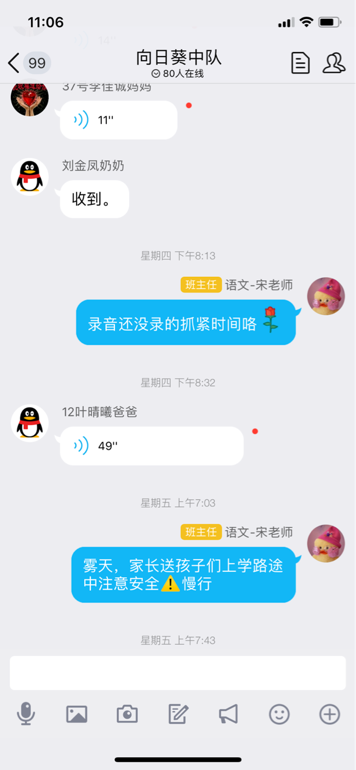 11:06
99
向日葵中队
80人在线
37号李佳诚妈妈
11''
刘金凤奶奶
收到。
星期四 下午8:13
班主任 语文-宋老师
录音还没录的抓紧时间咯
星期四 下午8:32
12叶晴曦爸爸
49''
星期五 上午7:03
班主任 语文-宋老师
雾天，家长送孩子们上学路途
中注意安全⚠️慢行
星期五 上午7:43